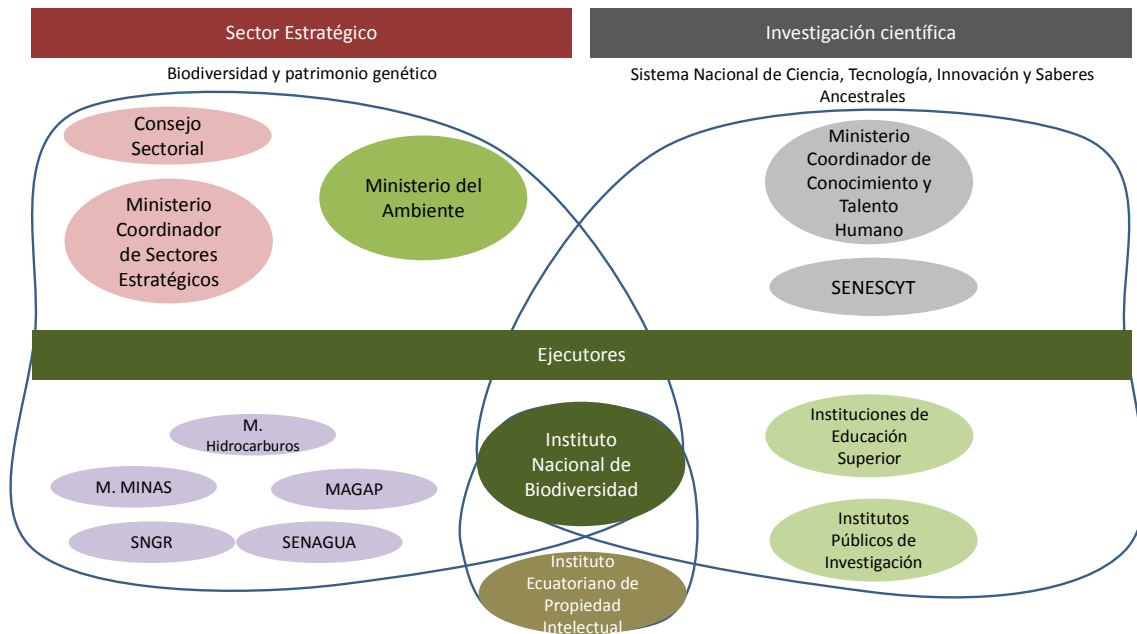 Sector Estratégico
Investigación científica
Biodiversidad y patrimonio genético
Sistema Nacional de Ciencia, Tecnología, Innovación y Saberes
Ancestrales
Consejo
Sectorial
Ministerio
Coordinador
de Sectores
Estratégicos
Ministerio del
Ambiente
Ministerio
Coordinador de
Conocimiento y
Talento
Humano
SENESCYT
Ejecutores
M.
Hidrocarburos
M. MINAS
MAGAP
SNGR
SENAGUA
Instituto
Nacional de
Biodiversidad
Instituto
Ecuatoriano de
Propiedad
Intelectual
Instituciones de
Educación
Superior
Institutos
Públicos de
Investigación